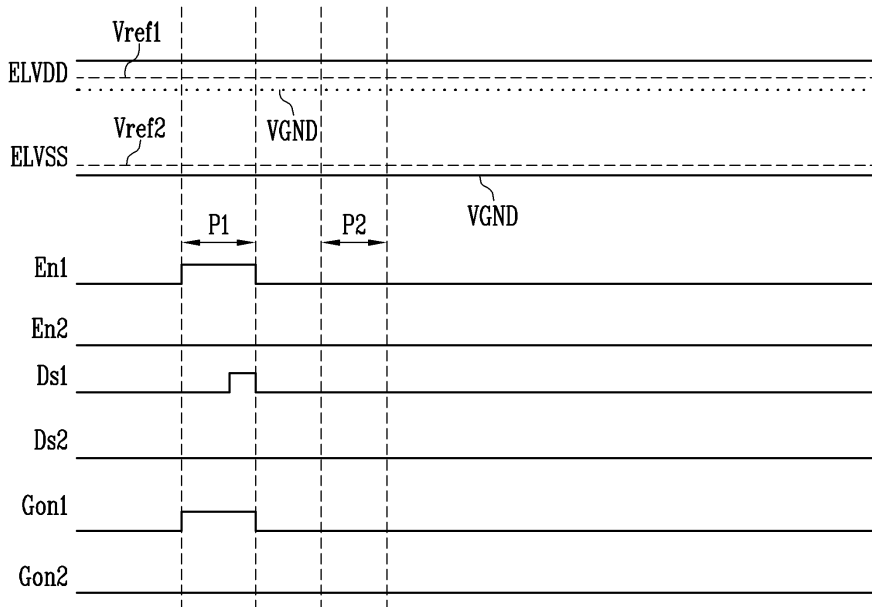 Vref1
ELVDD
VGND
Vref2
ELVSS
VGND
P1
P2
En1
En2
Ds1
Ds2
Gon1
Gon2